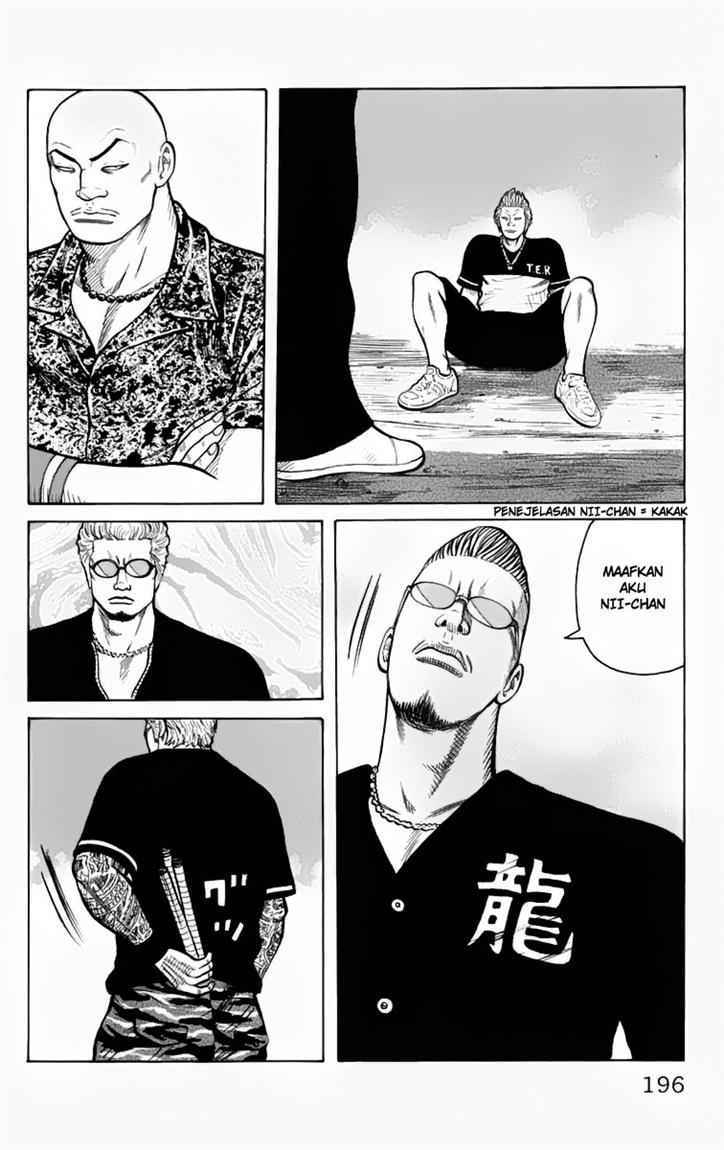 T.E.R
PENEJELASAN NII-CHAN = KAKAK
MAAFKAN
AKU
NII-CHAN
龍
グ
ッ
196